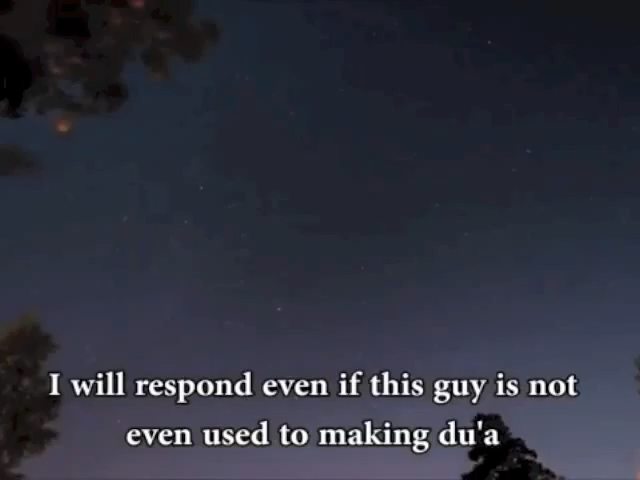 I will respond even if this guy is not
even used to making du'a